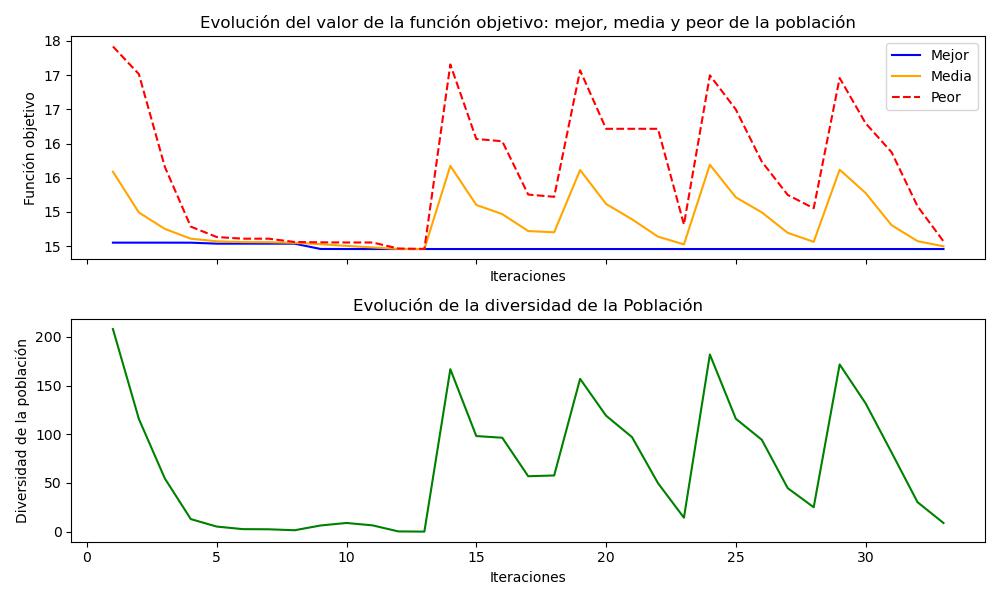 Evolución del valor de la función objetivo: mejor, media y peor de la población
Función objetivo
18
17
17
16
16
15
15
Mejor
Media
Peor
Iteraciones
Evolución de la diversidad de la Población
Diversidad de la población
200
150
100
50
0
0 5 10 15 20 25 30
Iteraciones